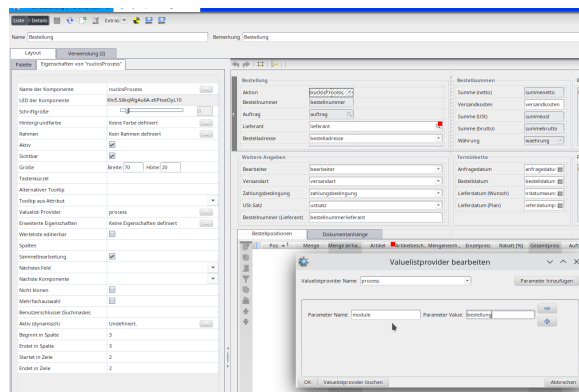 Liste Details Extras
Name Bestellung Bemerkung Bestellung
Layout Verwendung (2)
Palette Eigenschaften von "nuclosProcess"
Name der Komponente nuclosProcess
UID der Komponente
Schriftgröße
Hintergrundfarbe Keine Farbe definiert
Rahmen Kein Rahmen definiert
Aktiv
Sichtbar
Größe Breite 70 Höhe 20
Tastenkürzel
Alternativer Tooltip
Tooltip aus Attribut
Valuelist-Provider process
Erweiterte Eigenschaften Keine Eigenschaften definiert
Werteliste editierbar
Spalten
Sammelbearbeitung
Nächstes Feld
Nächste Komponente
Nicht klonen
Mehrfachauswahl
Benutzerschlüssel (Suchmaske)
Aktiv (dynamisch) Undefiniert.
Beginnt in Spalte 3
Endet in Spalte 3
Startet in Zeile 2
Endet in Zeile 2
Bestellung
Aktion nuclosProcess
Bestellnummer bestellnummer
Auftrag auftrag
Lieferant lieferant
Bestelladresse bestelladresse
Bestellsummen
Summe (netto) summenetto
Versandkosten versandkosten
Summe (USt) summeust
Summe (brutto) summebrutto
Währung waehrung
Weitere Angaben
Bearbeiter bearbeiter
Versandart versandart
Zahlungsbedingung zahlungsbedingung
USt-Satz ustsatz
Bestellnummer (Lieferant) bestellnummerlieferant
Terminkette
Anfragedatum anfragedatu
Bestelldatum bestelldatum
Lieferdatum (Wunsch)
Lieferdatum (Plan)
Bestellpositionen Dokumentanhänge
Pos. 1 Menge Artikel Einzelpreis Rabatt [%] Gesamtpreis Auft
Valuelistprovider bearbeiten
Valuelistprovider Name: process Parameter hinzufügen
Parameter Name: module Parameter Value: bestellung
OK Valuelistprovider löschen Abbrechen